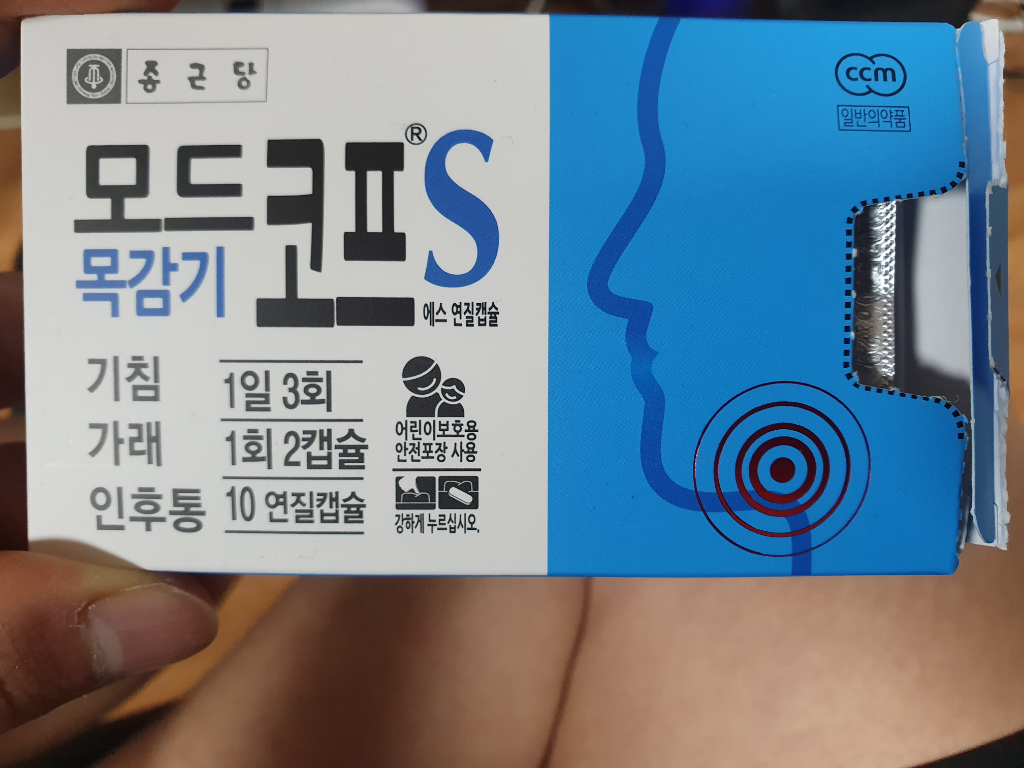 종근당
모드코프®S
목감기
에스 연질캡슐
기침
가래
인후통
1일 3회
1회 2캡슐
10 연질캡슐
어린이보호용
안전포장 사용
강하게 누르십시오.
ccm
일반의약품